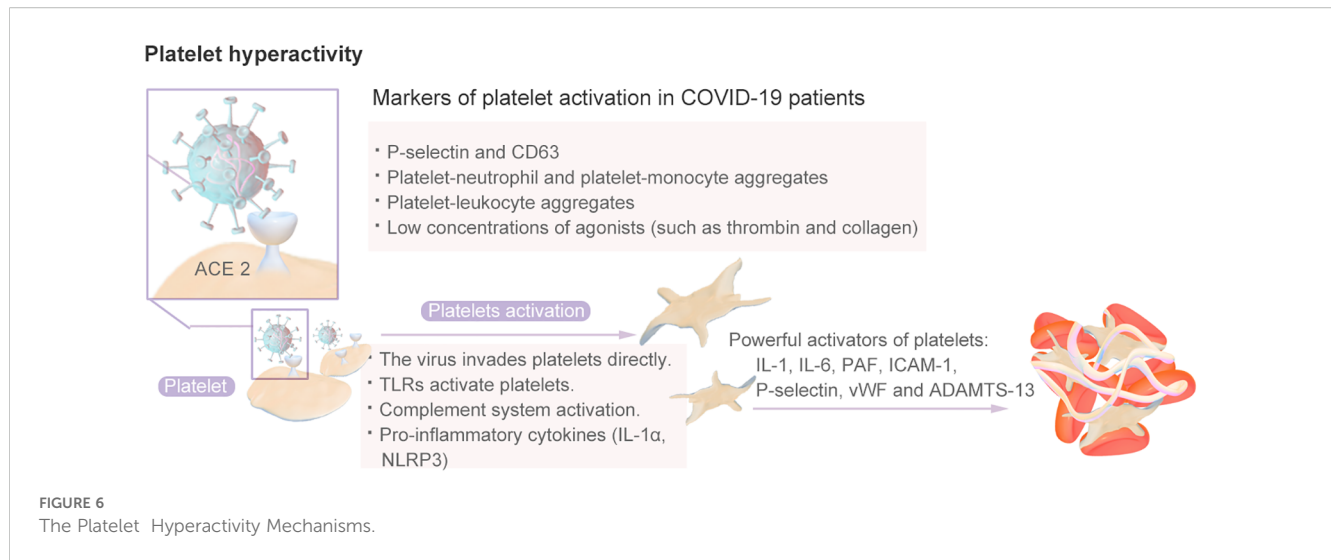 Platelet hyperactivity
Markers of platelet activation in COVID-19 patients
· P-selectin and CD63
· Platelet-neutrophil and platelet-monocyte aggregates
· Platelet-leukocyte aggregates
· Low concentrations of agonists (such as thrombin and collagen)
ACE 2
Platelets activation
Platelet
· The virus invades platelets directly.
· TLRs activate platelets.
· Complement system activation.
· Pro-inflammatory cytokines (IL-1α,
NLRP3)
Powerful activators of platelets:
IL-1, IL-6, PAF, ICAM-1,
P-selectin, vWF and ADAMTS-13
FIGURE 6
The Platelet Hyperactivity Mechanisms.